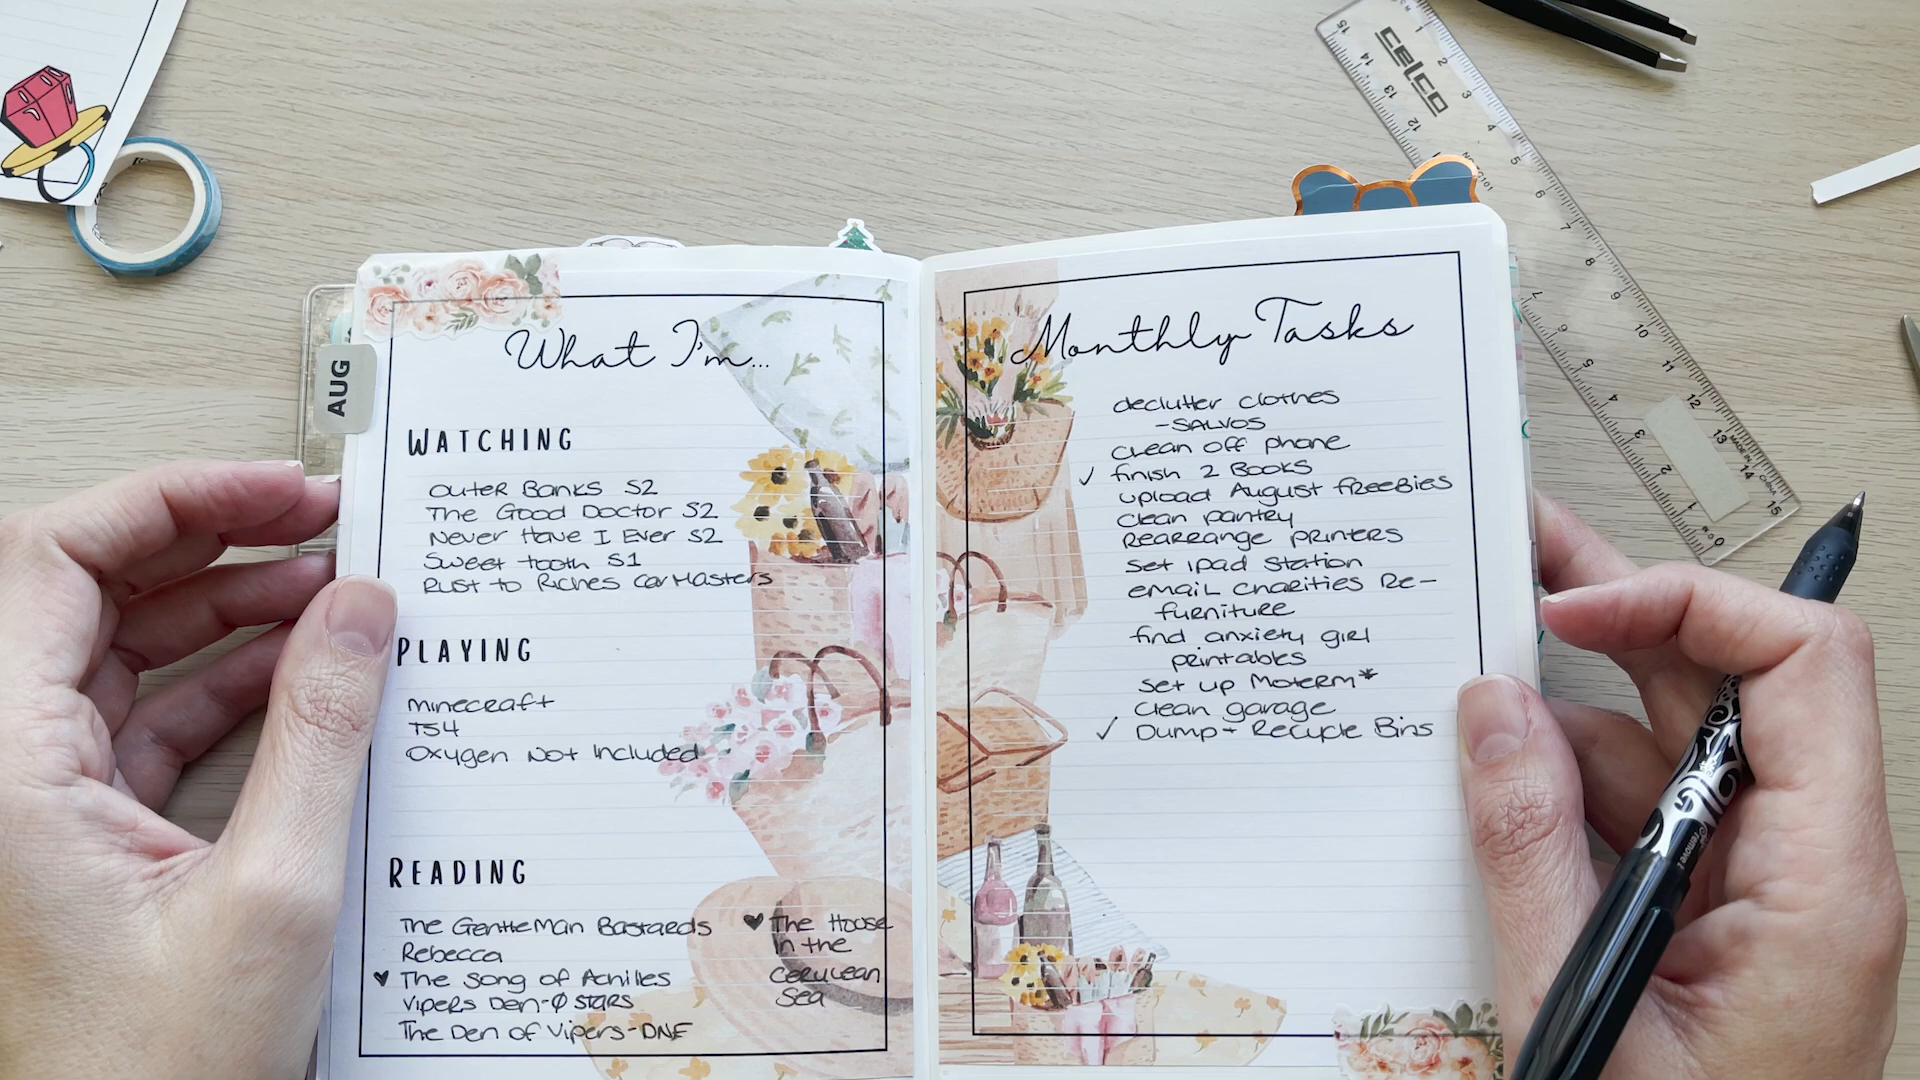 celco
AUG
What I'm...
WATCHING
Outer Banks S2
The Good Doctor S2
Never Have I Ever S2
Sweet tooth S1
Rust to Riches Car Masters
PLAYING
minecraft
TS4
Oxygen Not Included
READING
The Gentleman Bastards
Rebecca
♥ The Song of Achilles
Vipers Den-Ø stars
The Den of Vipers-DNF
♥ The House
in the
Cerulean
Sea
Monthly Tasks
declutter clothes
-SALVOS
clean off phone
✓ finish 2 Books
upload August freebies
clean pantry
Rearrange printers
set ipad station
email charities Re-
furniture
find anxiety girl
printables
set up Moterm*
clean garage
✓ Dump + Recycle Bins